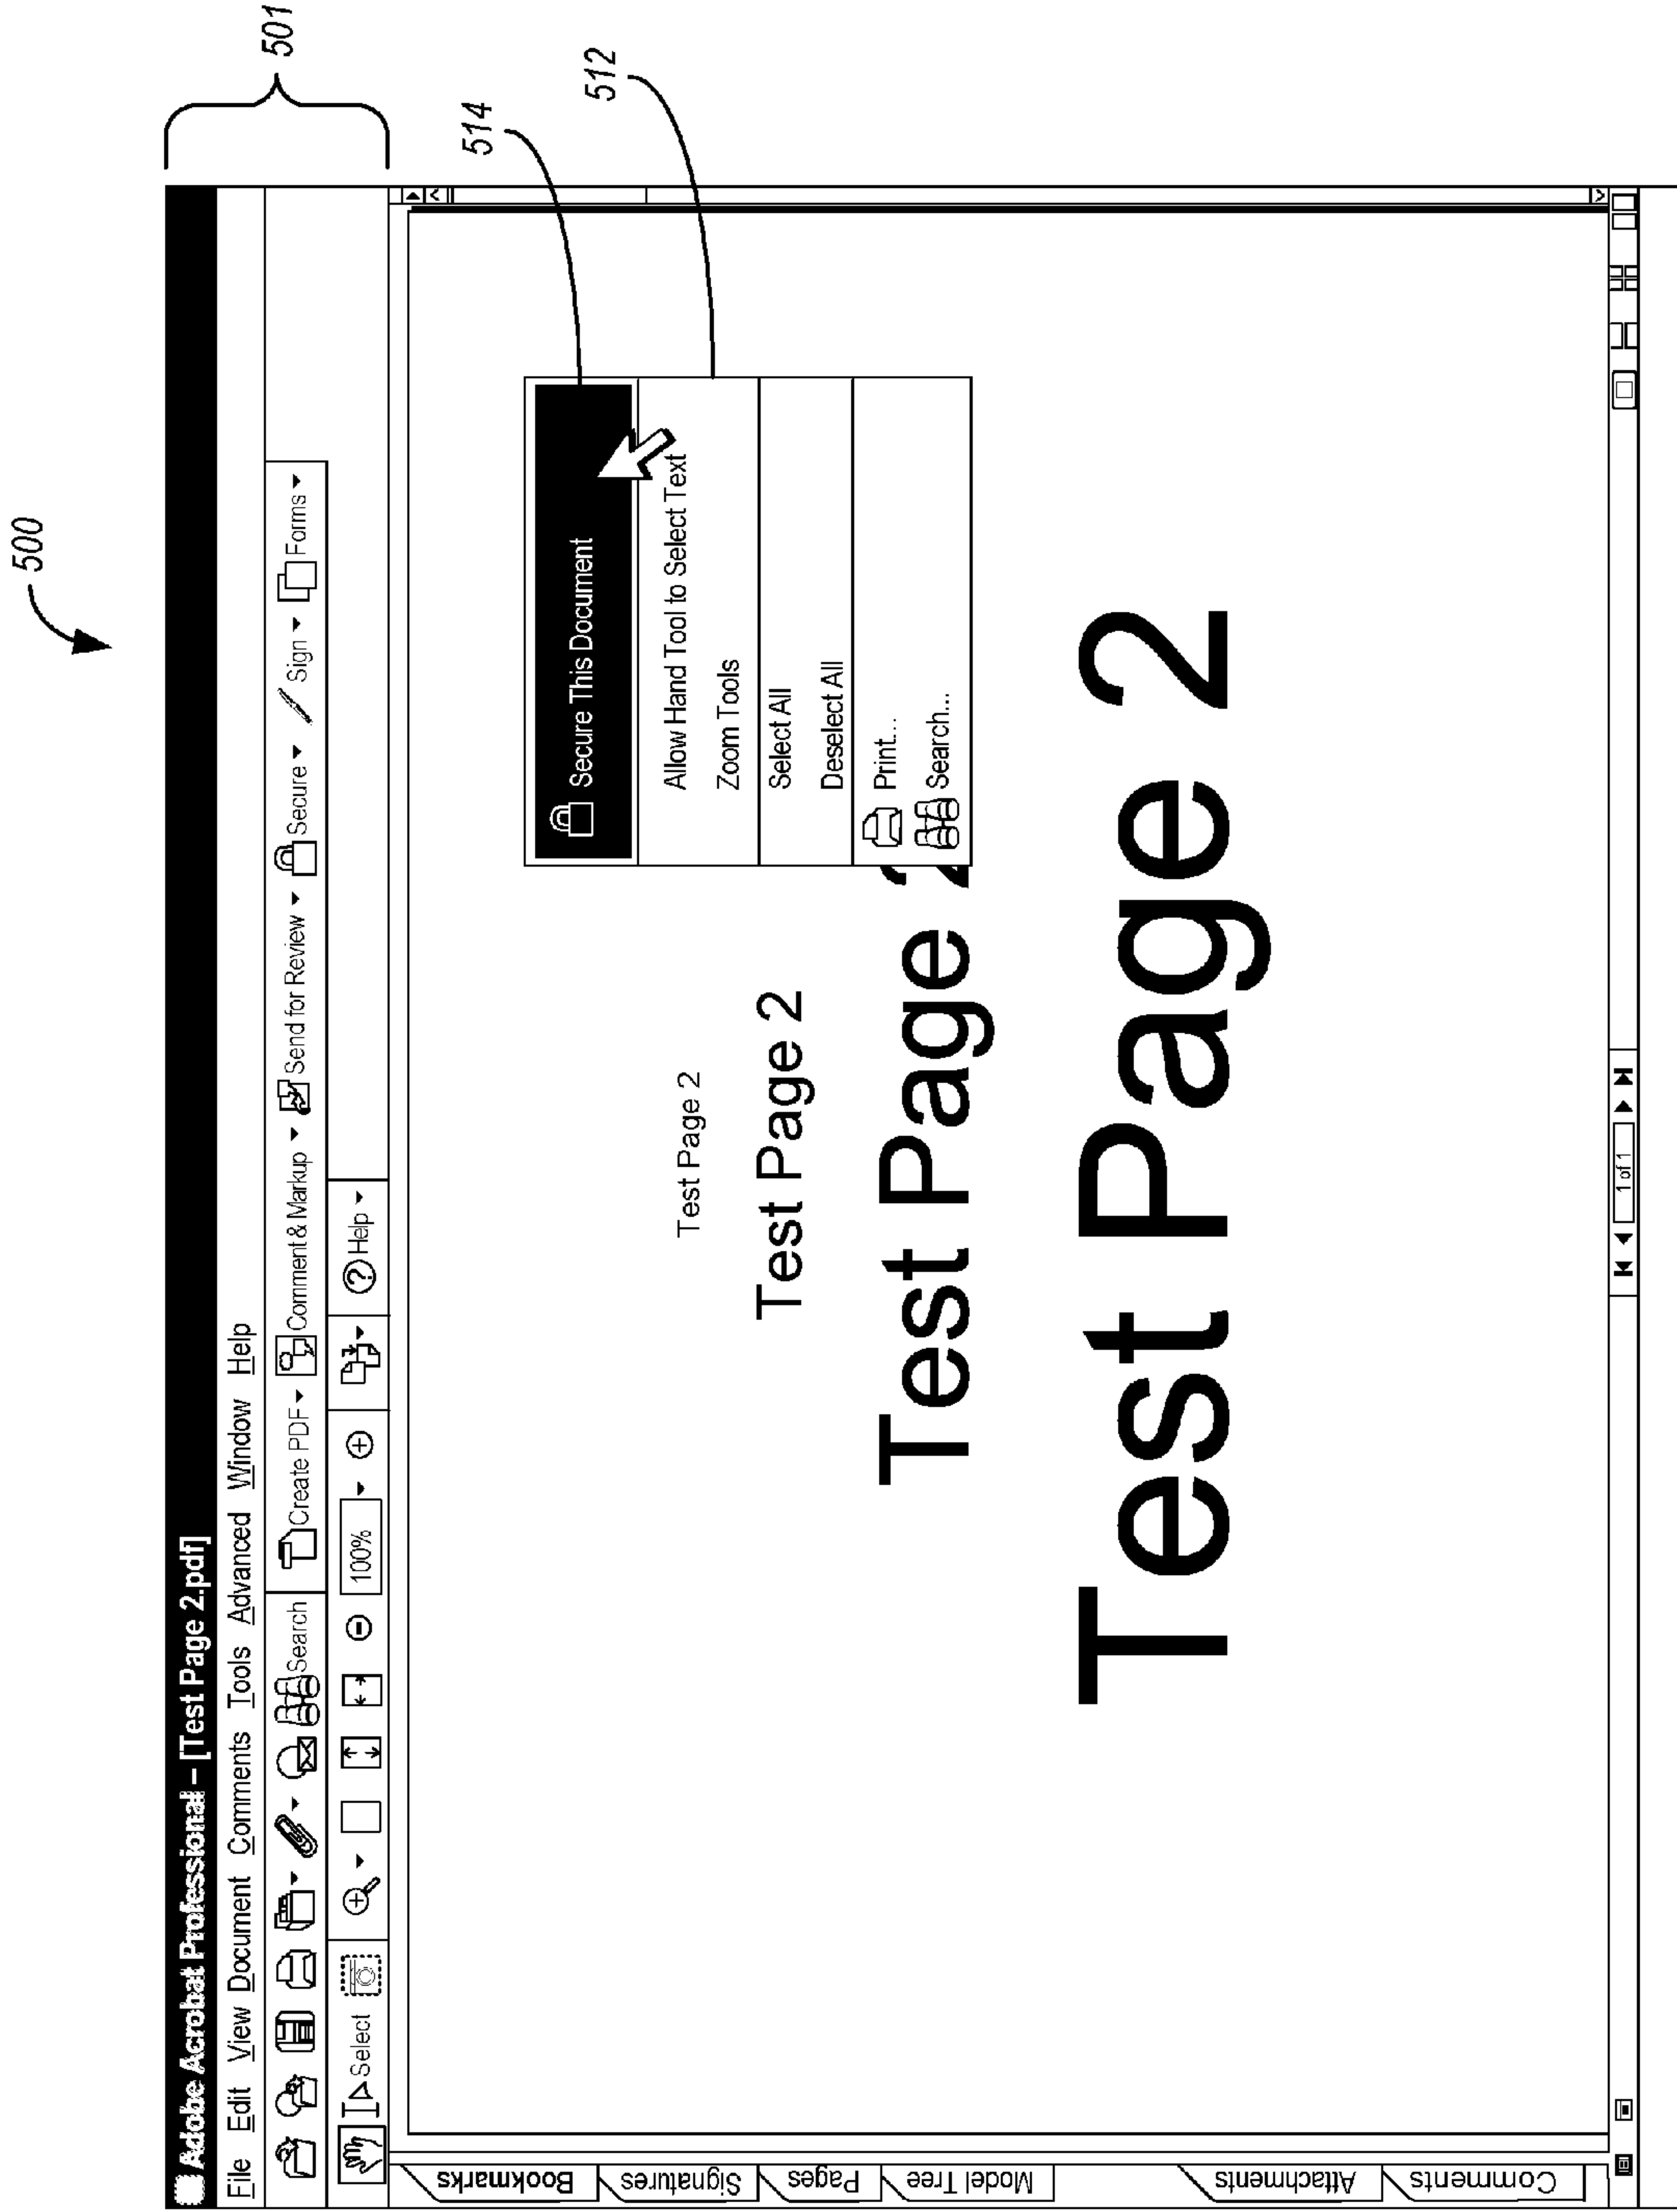 500
501
Adobe Acrobat Professional – [Test Page 2.pdf]
File Edit View Document Comments Tools Advanced Window Help
Search Create PDF Comment & Markup Send for Review Secure Sign Forms
Select 100% Help
514
512
Secure This Document
Allow Hand Tool to Select Text
Zoom Tools
Select All
Deselect All
Print...
Search...
Bookmarks
Signatures
Pages
Model Tree
Attachments
Comments
Test Page 2
Test Page 2
Test Page 2
Test Page 2
1 of 1